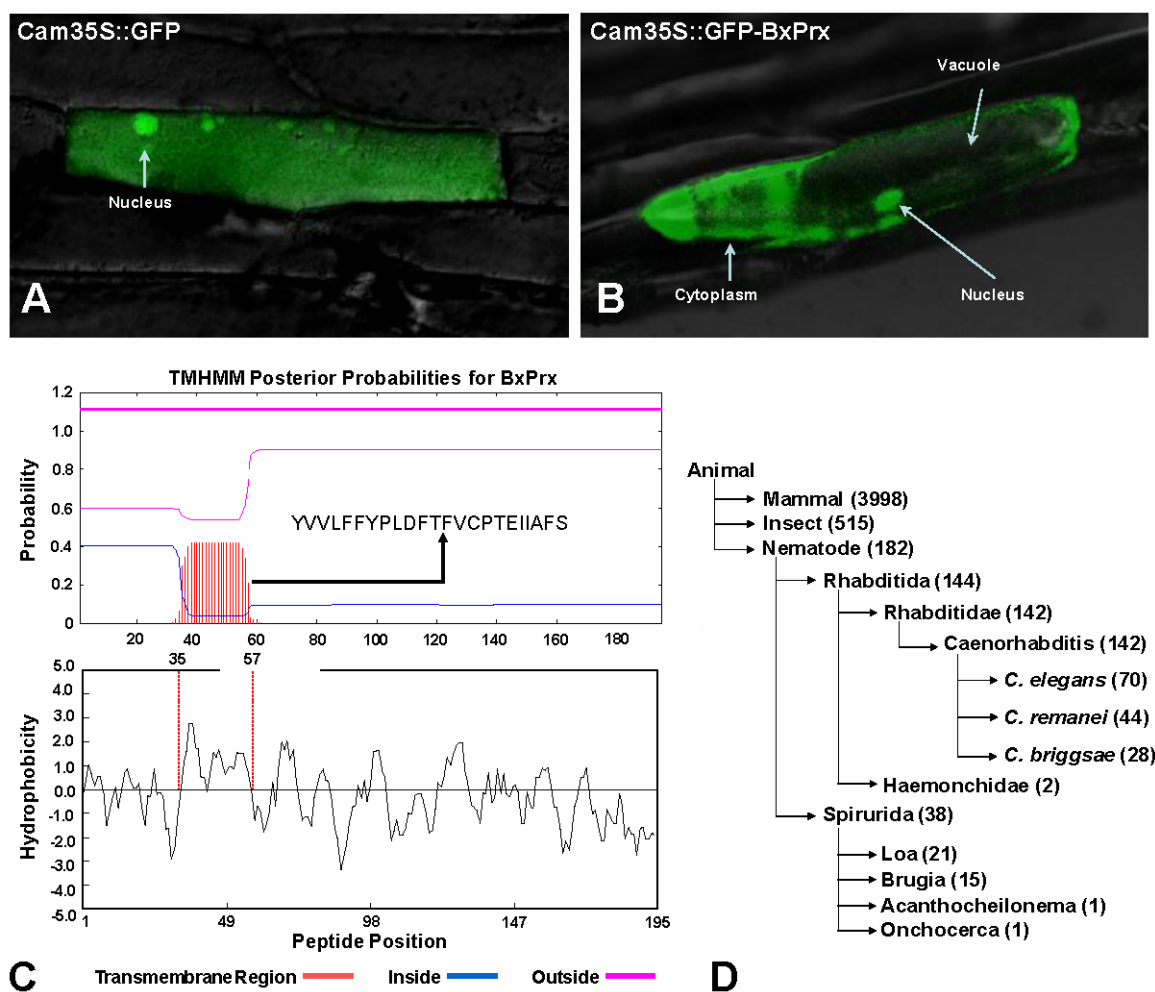 Cam35S::GFP
Nucleus
A
Cam35S::GFP-BxPrx
Vacuole
Cytoplasm
Nucleus
B
TMHMM Posterior Probabilities for BxPrx
Probability
1.2
1.0
0.8
0.6
0.4
0.2
0
YVVLFFYPLDFTFVCPTEIIAFS
20 40 60 80 100 120 140 160 180
35 57
Hydrophobicity
5.0
4.0
3.0
2.0
1.0
0.0
-1.0
-2.0
-3.0
-4.0
-5.0
1 49 98 147 195
Peptide Position
C
Transmembrane Region
Inside
Outside
Animal
Mammal (3998)
Insect (515)
Nematode (182)
Rhabditida (144)
Rhabditidae (142)
Caenorhabditis (142)
C. elegans (70)
C. remanei (44)
C. briggsae (28)
Haemonchidae (2)
Spirurida (38)
Loa (21)
Brugia (15)
Acanthocheilonema (1)
Onchocerca (1)
D